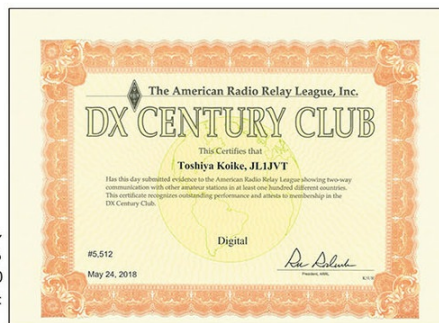 The American Radio Relay League, Inc.
DX CENTURY CLUB
This Certifies that
Toshiya Koike, JL1JVT
Has this day submitted evidence to the American Radio Relay League showing two-way
communication with other amateur stations in at least one hundred different countries.
This certificate recognizes outstanding performance and attests to membership in the
DX Century Club.
Digital
#5,512
May 24, 2018
President, ARRL